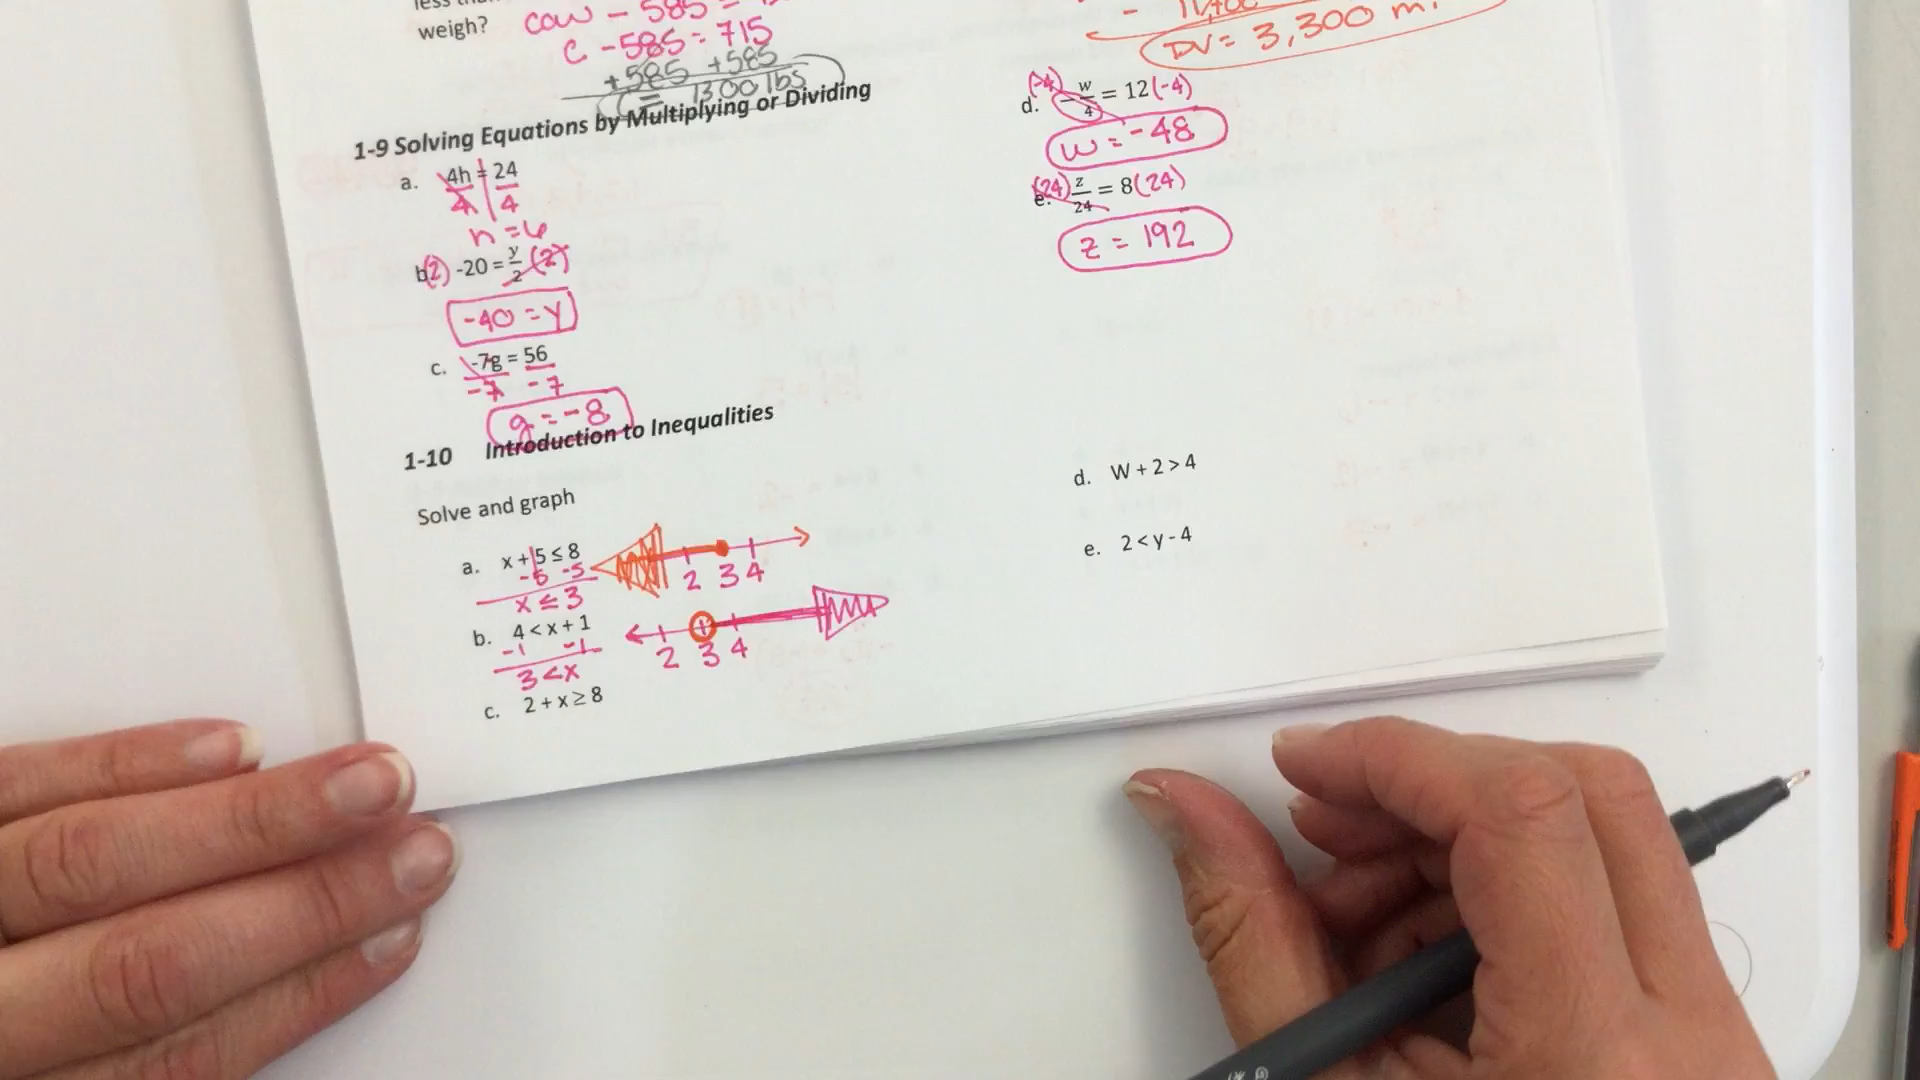 weigh?
cow - 585 =
c - 585 = 715
+585 +585
= 1300 lbs
1-9 Solving Equations by Multiplying or Dividing
a. 4h = 24
4 4
h = 6
b. (2) -20 = y/2 (2)
-40 = y
c. -7g = 56
-7 -7
g = -8
DV = 3,300 mi
d. (-4) -w/4 = 12 (-4)
w = -48
e. (24) z/24 = 8 (24)
z = 192
1-10 Introduction to Inequalities
Solve and graph
a. x + 5 ≤ 8
-5 -5
x ≤ 3
2 3 4
b. 4 < x + 1
-1 -1
3 < x
2 3 4
c. 2 + x ≥ 8
d. W + 2 > 4
e. 2 < y - 4